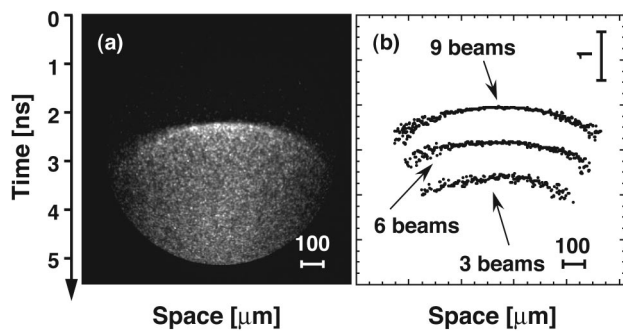 0
1
2
3
4
5
Time [ns]
(a)
100
Space [μm]
(b)
1
9 beams
6 beams
3 beams
100
Space [μm]